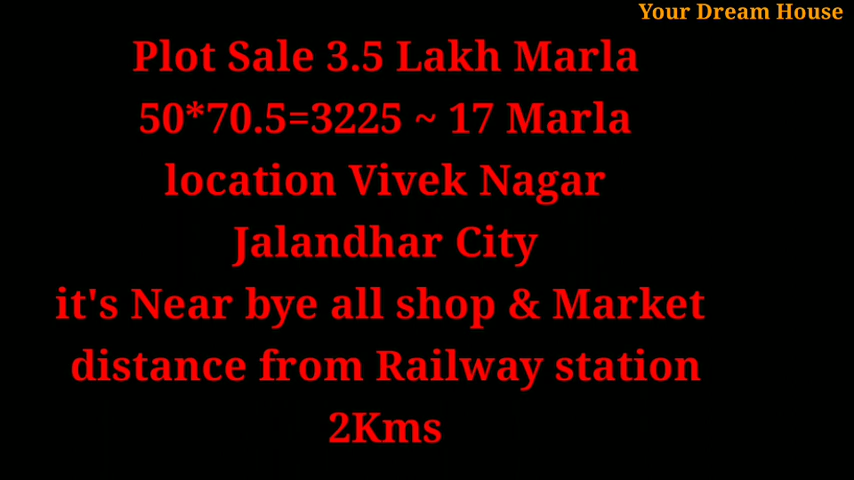 Your Dream House
Plot Sale 3.5 Lakh Marla
50*70.5=3225 ~ 17 Marla
location Vivek Nagar
Jalandhar City
it's Near bye all shop & Market
distance from Railway station
2Kms